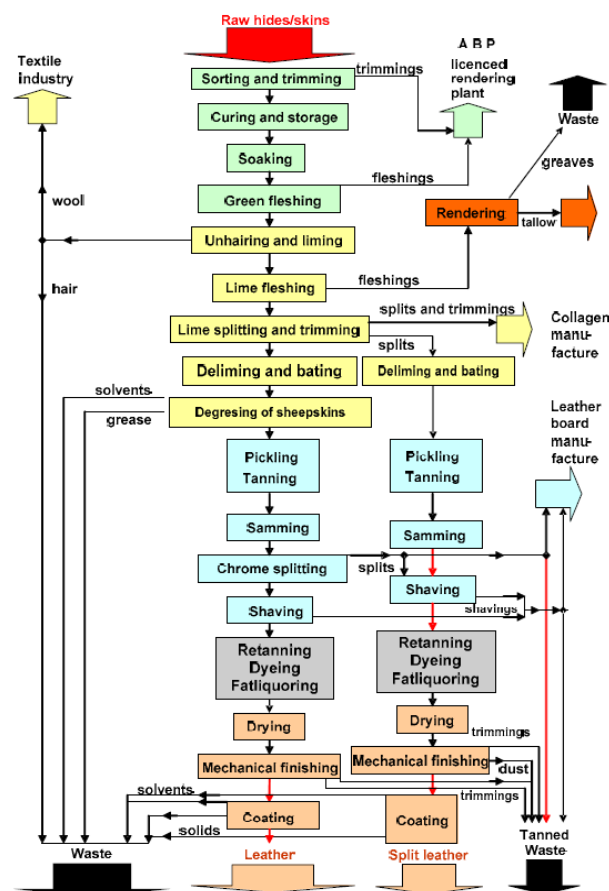 Raw hides/skins
Textile
industry
A B P
licenced
rendering
plant
Waste
trimmings
Sorting and trimming
Curing and storage
Soaking
greaves
fleshings
Green fleshing
wool
Rendering
tallow
Unhairing and liming
hair
fleshings
Lime fleshing
splits and trimmings
Collagen
manu-
facture
Lime splitting and trimming
splits
Deliming and bating
Deliming and bating
solvents
grease
Degresing of sheepskins
Leather
board
manu-
facture
Pickling
Tanning
Pickling
Tanning
Samming
Samming
Chrome splitting
splits
Shaving
shavings
Shaving
Retanning
Dyeing
Fatliquoring
Retanning
Dyeing
Fatliquoring
Drying
Drying
trimmings
Mechanical finishing
Mechanical finishing
dust
solvents
trimmings
Coating
Coating
solids
Waste
Leather
Split leather
Tanned
Waste